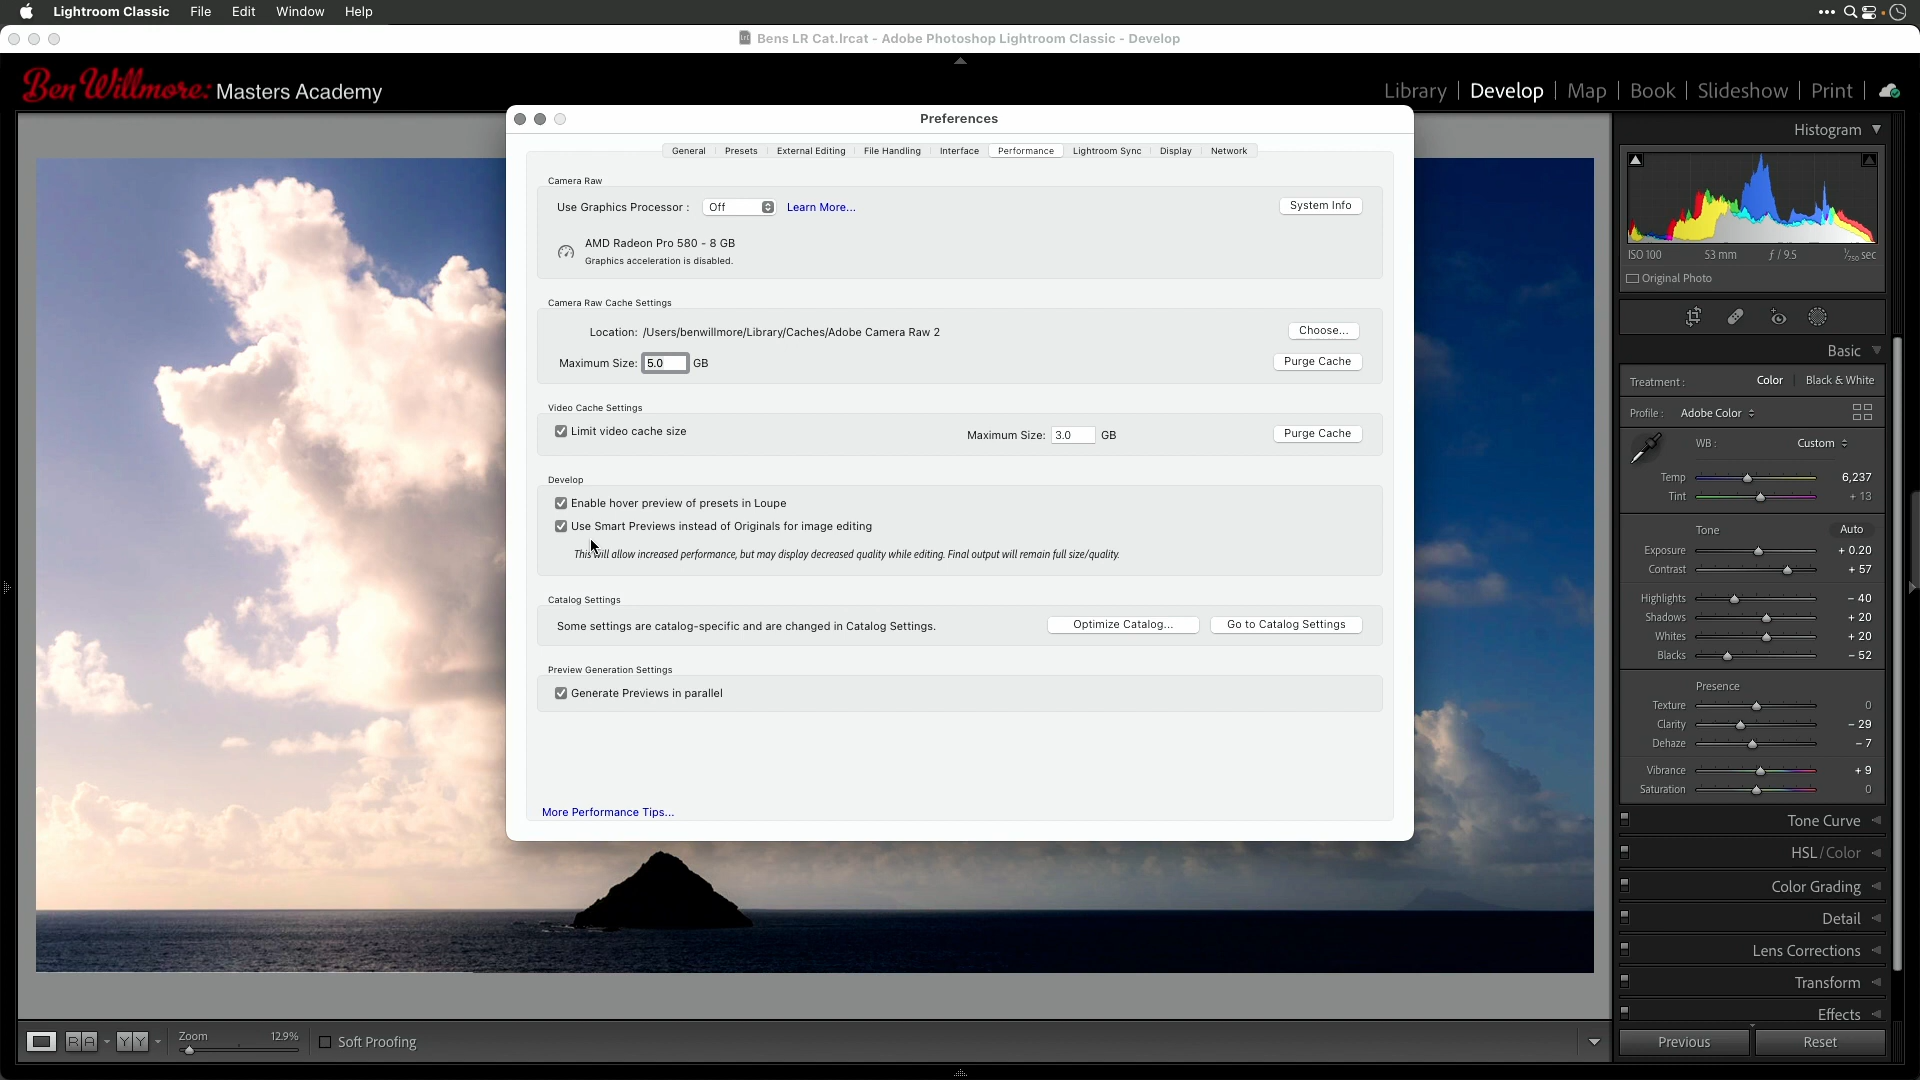 Lightroom Classic File Edit Window Help
Bens LR Cat.lrcat - Adobe Photoshop Lightroom Classic - Develop
Ben Willmore: Masters Academy
Library | Develop | Map | Book | Slideshow | Print |
Preferences
General Presets External Editing File Handling Interface Performance Lightroom Sync Display Network
Camera Raw
Use Graphics Processor : Off Learn More... System Info
AMD Radeon Pro 580 - 8 GB
Graphics acceleration is disabled.
Camera Raw Cache Settings
Location: /Users/benwillmore/Library/Caches/Adobe Camera Raw 2 Choose...
Maximum Size: 5.0 GB Purge Cache
Video Cache Settings
Limit video cache size Maximum Size: 3.0 GB Purge Cache
Develop
Enable hover preview of presets in Loupe
Use Smart Previews instead of Originals for image editing
This will allow increased performance, but may display decreased quality while editing. Final output will remain full size/quality.
Catalog Settings
Some settings are catalog-specific and are changed in Catalog Settings. Optimize Catalog... Go to Catalog Settings
Preview Generation Settings
Generate Previews in parallel
More Performance Tips...
Histogram
ISO 100 53 mm f / 9.5 1/750 sec
Original Photo
Basic
Treatment : Color | Black & White
Profile : Adobe Color
WB : Custom
Temp 6,237
Tint + 13
Tone Auto
Exposure + 0.20
Contrast + 57
Highlights − 40
Shadows + 20
Whites + 20
Blacks − 52
Presence
Texture 0
Clarity − 29
Dehaze − 7
Vibrance + 9
Saturation 0
Tone Curve
HSL / Color
Color Grading
Detail
Lens Corrections
Transform
Effects
R A Y Y Zoom 12.9% Soft Proofing
Previous Reset